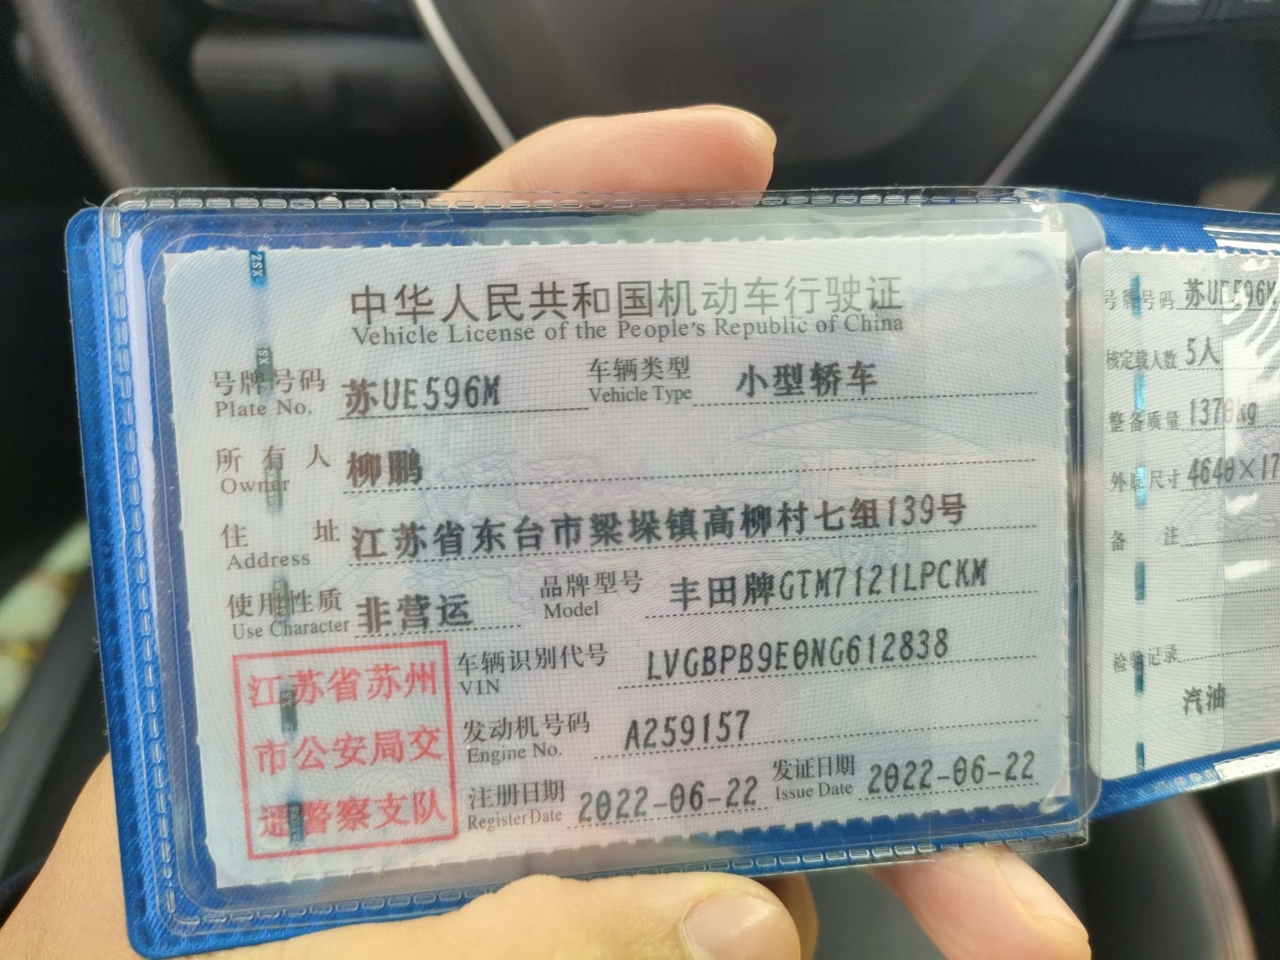 中华人民共和国机动车行驶证
Vehicle License of the People's Republic of China
号牌号码 苏UE596M 车辆类型 小型轿车
Plate No. Vehicle Type
所有人 柳鹏
Owner
住址 江苏省东台市梁垛镇高柳村七组139号
Address
使用性质 非营运 品牌型号 丰田牌GTM7121LPCKM
Use Character Model
车辆识别代号 LVGBPB9E0NG612838
VIN
发动机号码 A259157
Engine No.
注册日期 2022-06-22 发证日期 2022-06-22
Register Date Issue Date
江苏省苏州
市公安局交
通警察支队
号牌号码 苏UE596M
核定载人数 5人
整备质量 1370kg
外廓尺寸 4640×17
备注
检验记录
汽油
XSZ
XSZ